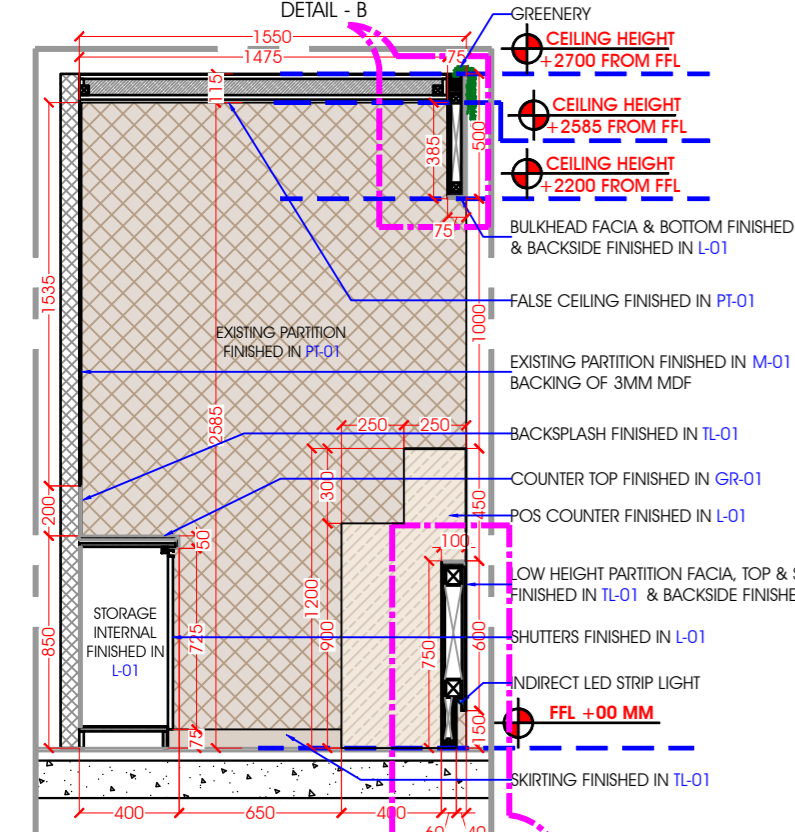 DETAIL - B
GREENERY
1550
1475
75
CEILING HEIGHT
+2700 FROM FFL
115
CEILING HEIGHT
+2585 FROM FFL
385
500
CEILING HEIGHT
+2200 FROM FFL
75
BULKHEAD FACIA & BOTTOM FINISHED
& BACKSIDE FINISHED IN L-01
1535
FALSE CEILING FINISHED IN PT-01
1000
EXISTING PARTITION
FINISHED IN PT-01
EXISTING PARTITION FINISHED IN M-01
BACKING OF 3MM MDF
2585
250
250
BACKSPLASH FINISHED IN TL-01
COUNTER TOP FINISHED IN GR-01
300
200
450
POS COUNTER FINISHED IN L-01
50
100
LOW HEIGHT PARTITION FACIA, TOP & S
FINISHED IN TL-01 & BACKSIDE FINISHE
STORAGE
INTERNAL
FINISHED IN
L-01
1200
850
725
900
750
600
SHUTTERS FINISHED IN L-01
INDIRECT LED STRIP LIGHT
FFL +00 MM
75
150
SKIRTING FINISHED IN TL-01
400
650
400